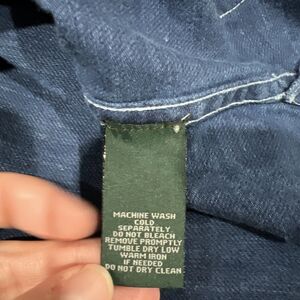 MACHINE WASH
COLD
SEPARATELY
DO NOT BLEACH
REMOVE PROMPTLY
TUMBLE DRY LOW
WARM IRON
IF NEEDED
DO NOT DRY CLEAN